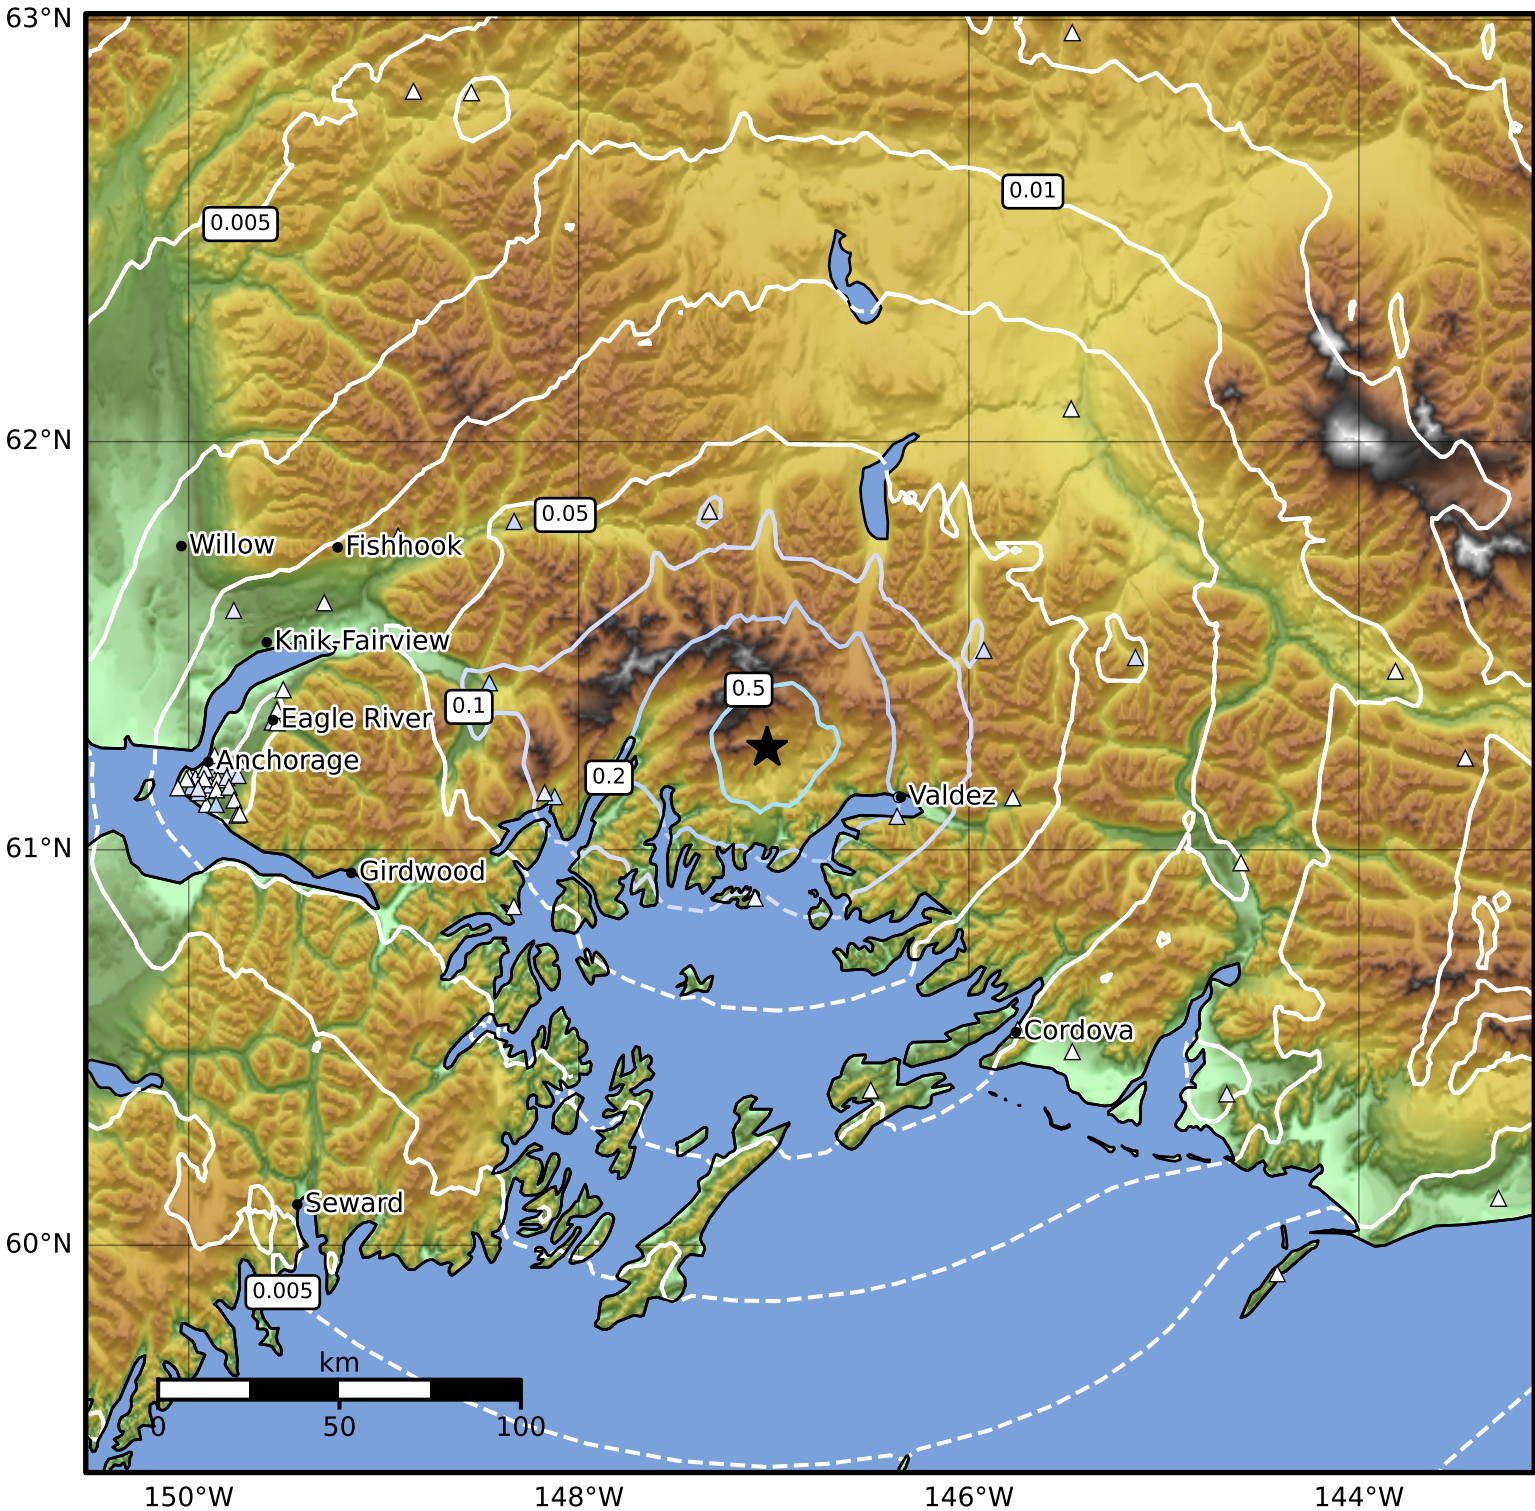 63°N
0.01
0.005
62°N
0.05
Willow
Fishhook
Knik-Fairview
0.5
0.1
Eagle River
Anchorage
0.2
Valdez
61°N
Girdwood
Cordova
Seward
60°N
0.005
km
0 50 100
150°W 148°W 146°W 144°W